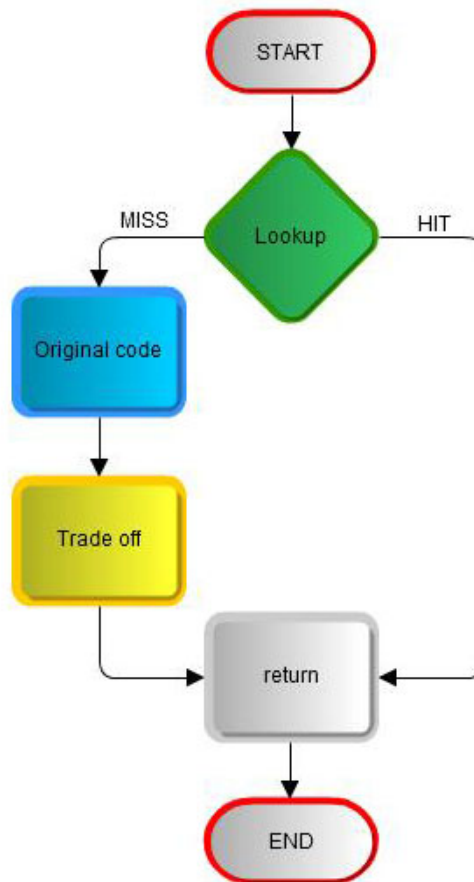 START
Lookup
MISS
HIT
Original code
Trade off
return
END